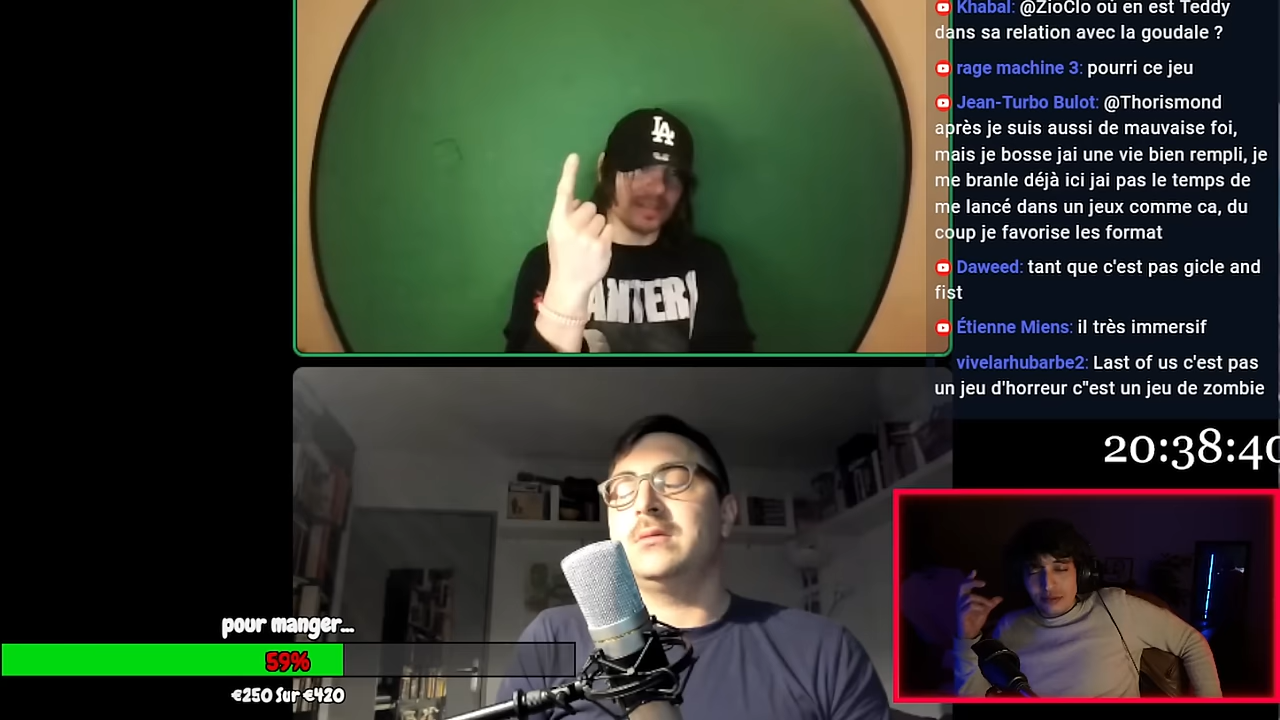 Khabal: @ZioClo où en est Teddy
dans sa relation avec la goudale ?
rage machine 3: pourri ce jeu
Jean-Turbo Bulot: @Thorismond
après je suis aussi de mauvaise foi,
mais je bosse jai une vie bien rempli, je
me branle déjà ici jai pas le temps de
me lancé dans un jeux comme ca, du
coup je favorise les format
Daweed: tant que c'est pas gicle and
fist
Étienne Miens: il très immersif
vivelarhubarbe2: Last of us c'est pas
un jeu d'horreur c"est un jeu de zombie
20:38:40
LA
PANTERA
pour manger...
59%
€250 Sur €420